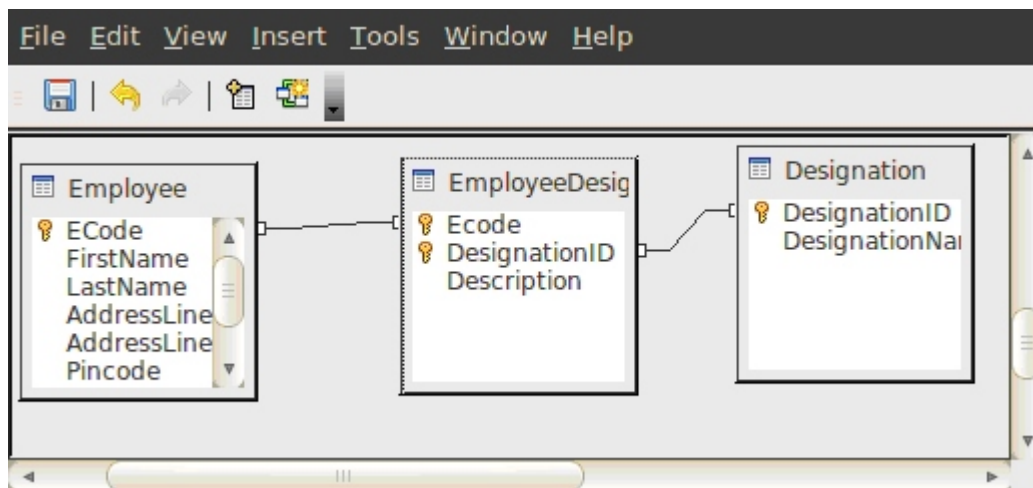 File Edit View Insert Tools Window Help
Employee
ECode
FirstName
LastName
AddressLine
AddressLine
Pincode
EmployeeDesig
Ecode
DesignationID
Description
Designation
DesignationID
DesignationNa